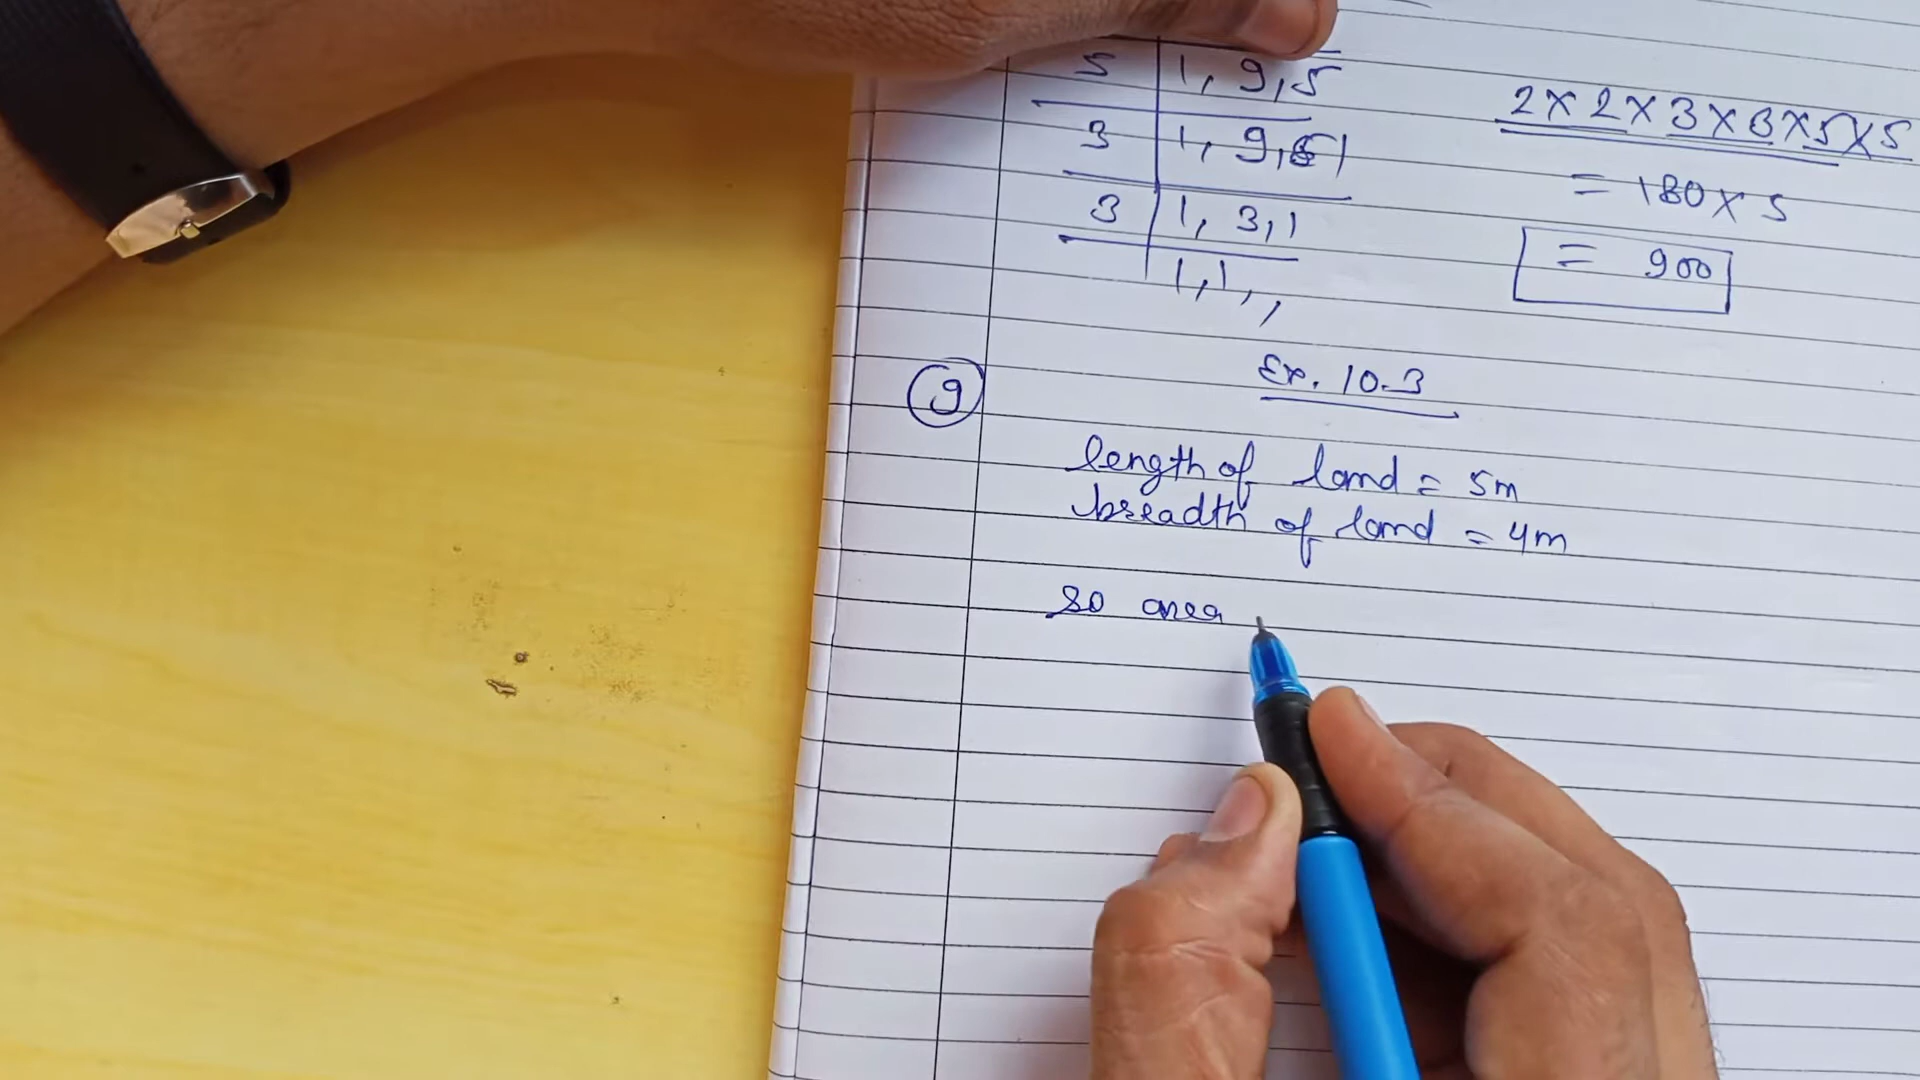 5 | 1, 9, 5
3 | 1, 9, 1
3 | 1, 3, 1
1, 1, ,
2 × 2 × 3 × 3 × 5 × 5
= 180 × 5
= 900
Ex. 10.3
9
length of land = 5m
breadth of land = 4m
so area